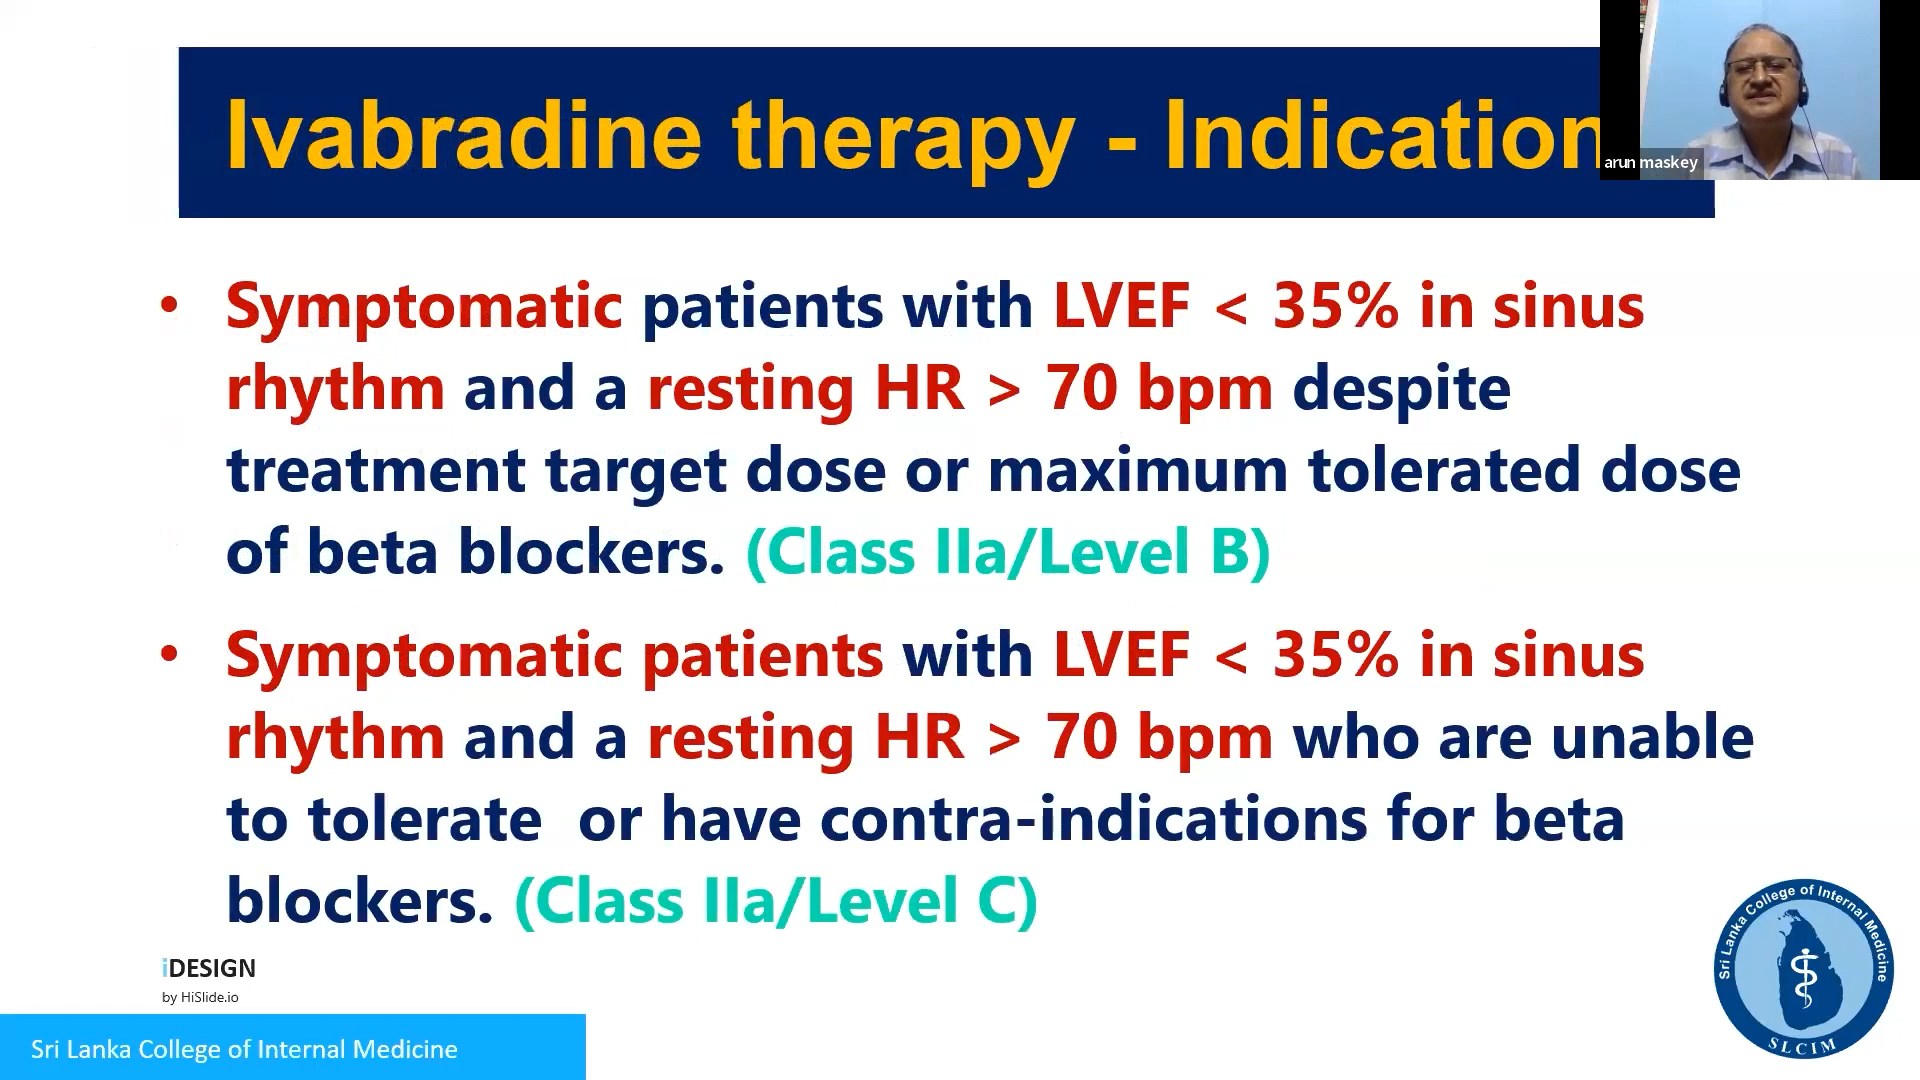 Ivabradine therapy - Indication
arun maskey
• Symptomatic patients with LVEF < 35% in sinus
rhythm and a resting HR > 70 bpm despite
treatment target dose or maximum tolerated dose
of beta blockers. (Class IIa/Level B)
• Symptomatic patients with LVEF < 35% in sinus
rhythm and a resting HR > 70 bpm who are unable
to tolerate  or have contra-indications for beta
blockers. (Class IIa/Level C)
iDESIGN
by HiSlide.io
Sri Lanka College of Internal Medicine
Sri Lanka College of Internal Medicine
SLCIM